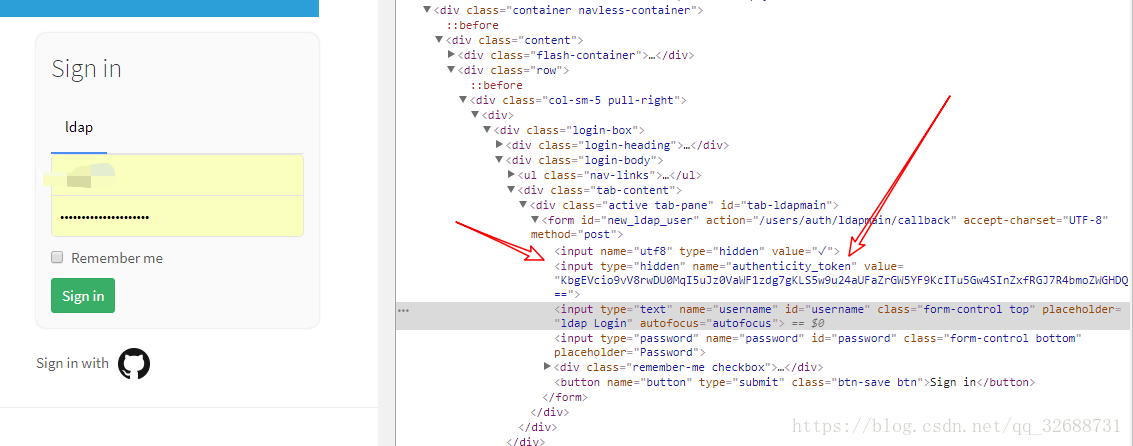 Sign in
ldap
•••••••••••••••••••••
Remember me
Sign in
Sign in with
▼<div class="container navless-container">
::before
▼<div class="content">
▶<div class="flash-container">…</div>
▼<div class="row">
::before
▼<div class="col-sm-5 pull-right">
▼<div>
▼<div class="login-box">
▶<div class="login-heading">…</div>
▼<div class="login-body">
▶<ul class="nav-links">…</ul>
▼<div class="tab-content">
▼<div class="active tab-pane" id="tab-ldapmain">
▼<form id="new_ldap_user" action="/users/auth/ldapmain/callback" accept-charset="UTF-8"
method="post">
<input name="utf8" type="hidden" value="✓">
<input type="hidden" name="authenticity_token" value=
"KbgEVcio9vV8rwDU0MqI5uJz0VaWF1zdg7gKLS5w9u24aUFaZrGW5YF9KcITu5Gw4SInZxfRGJ7R4bmoZWGHDQ
==">
<input type="text" name="username" id="username" class="form-control top" placeholder=
"ldap Login" autofocus="autofocus"> == $0
<input type="password" name="password" id="password" class="form-control bottom"
placeholder="Password">
▶<div class="remember-me checkbox">…</div>
<button name="button" type="submit" class="btn-save btn">Sign in</button>
</form>
</div>
</div>
</div>
https://blog.csdn.net/qq_32688731